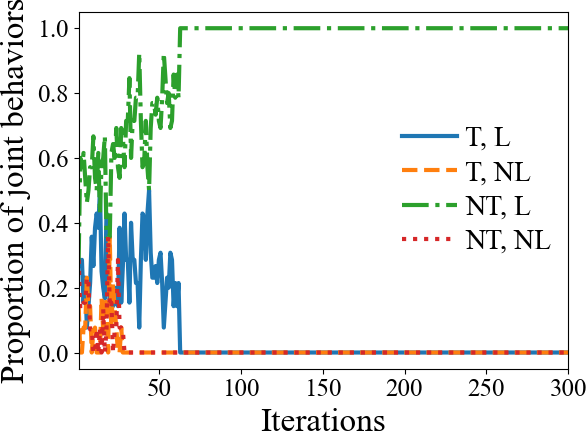 Proportion of joint behaviors
1.0
0.8
0.6
0.4
0.2
0.0
T, L
T, NL
NT, L
NT, NL
50 100 150 200 250 300
Iterations